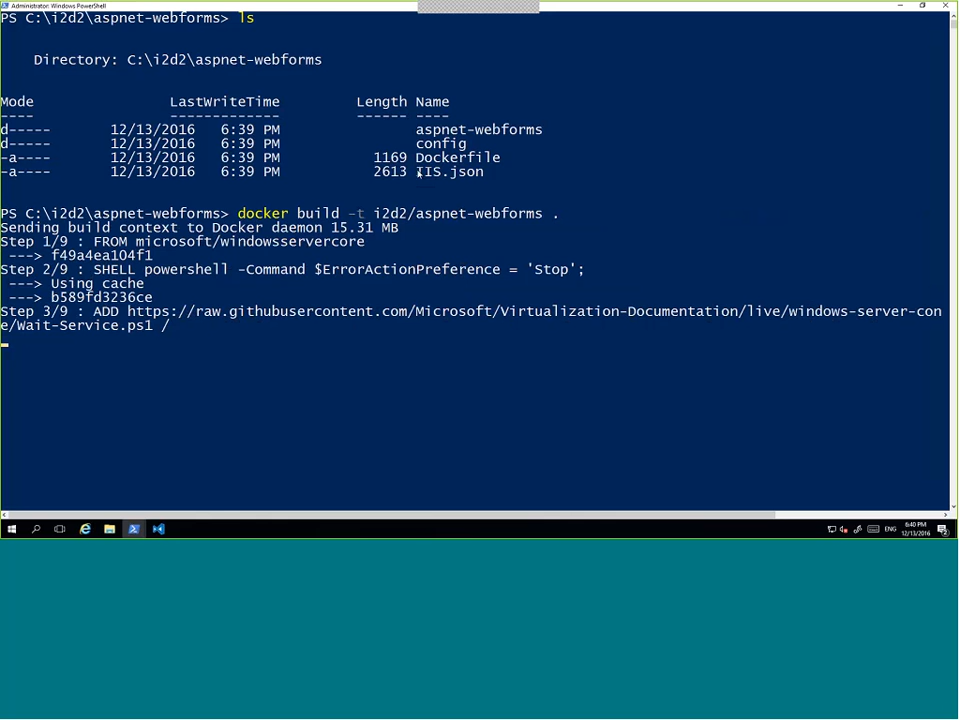 Administrator: Windows PowerShell
PS C:\i2d2\aspnet-webforms> ls
Directory: C:\i2d2\aspnet-webforms
Mode LastWriteTime Length Name
---- ------------- ------ ----
d----- 12/13/2016 6:39 PM aspnet-webforms
d----- 12/13/2016 6:39 PM config
-a---- 12/13/2016 6:39 PM 1169 Dockerfile
-a---- 12/13/2016 6:39 PM 2613 IIS.json
PS C:\i2d2\aspnet-webforms> docker build -t i2d2/aspnet-webforms .
Sending build context to Docker daemon 15.31 MB
Step 1/9 : FROM microsoft/windowsservercore
---> f49a4ea104f1
Step 2/9 : SHELL powershell -Command $ErrorActionPreference = 'Stop';
---> Using cache
---> b589fd3236ce
Step 3/9 : ADD https://raw.githubusercontent.com/Microsoft/Virtualization-Documentation/live/windows-server-con
e/Wait-Service.ps1 /
ENG
6:40 PM
12/13/2016